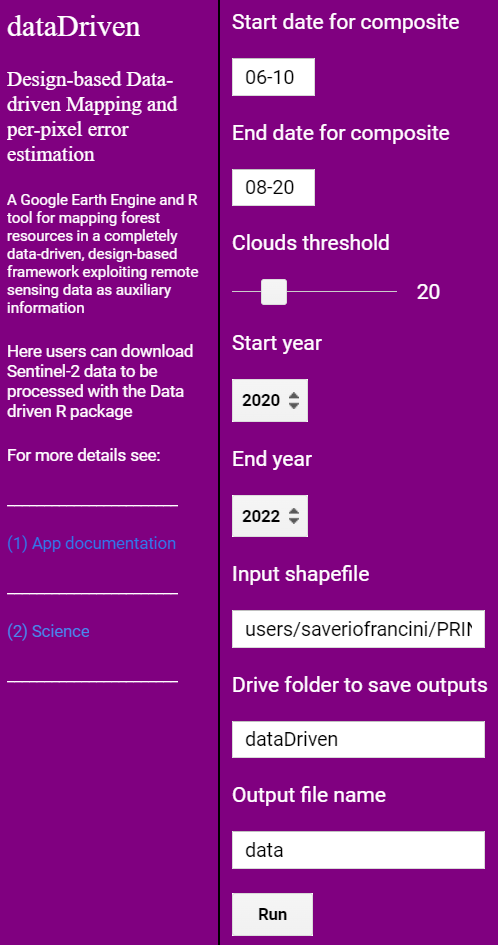 dataDriven
Design-based Data-
driven Mapping and
per-pixel error
estimation
A Google Earth Engine and R
tool for mapping forest
resources in a completely
data-driven, design-based
framework exploiting remote
sensing data as auxiliary
information
Here users can download
Sentinel-2 data to be
processed with the Data
driven R package
For more details see:
(1) App documentation
(2) Science
Start date for composite
06-10
End date for composite
08-20
Clouds threshold
20
Start year
2020
End year
2022
Input shapefile
users/saveriofrancini/PRIN
Drive folder to save outputs
dataDriven
Output file name
data
Run